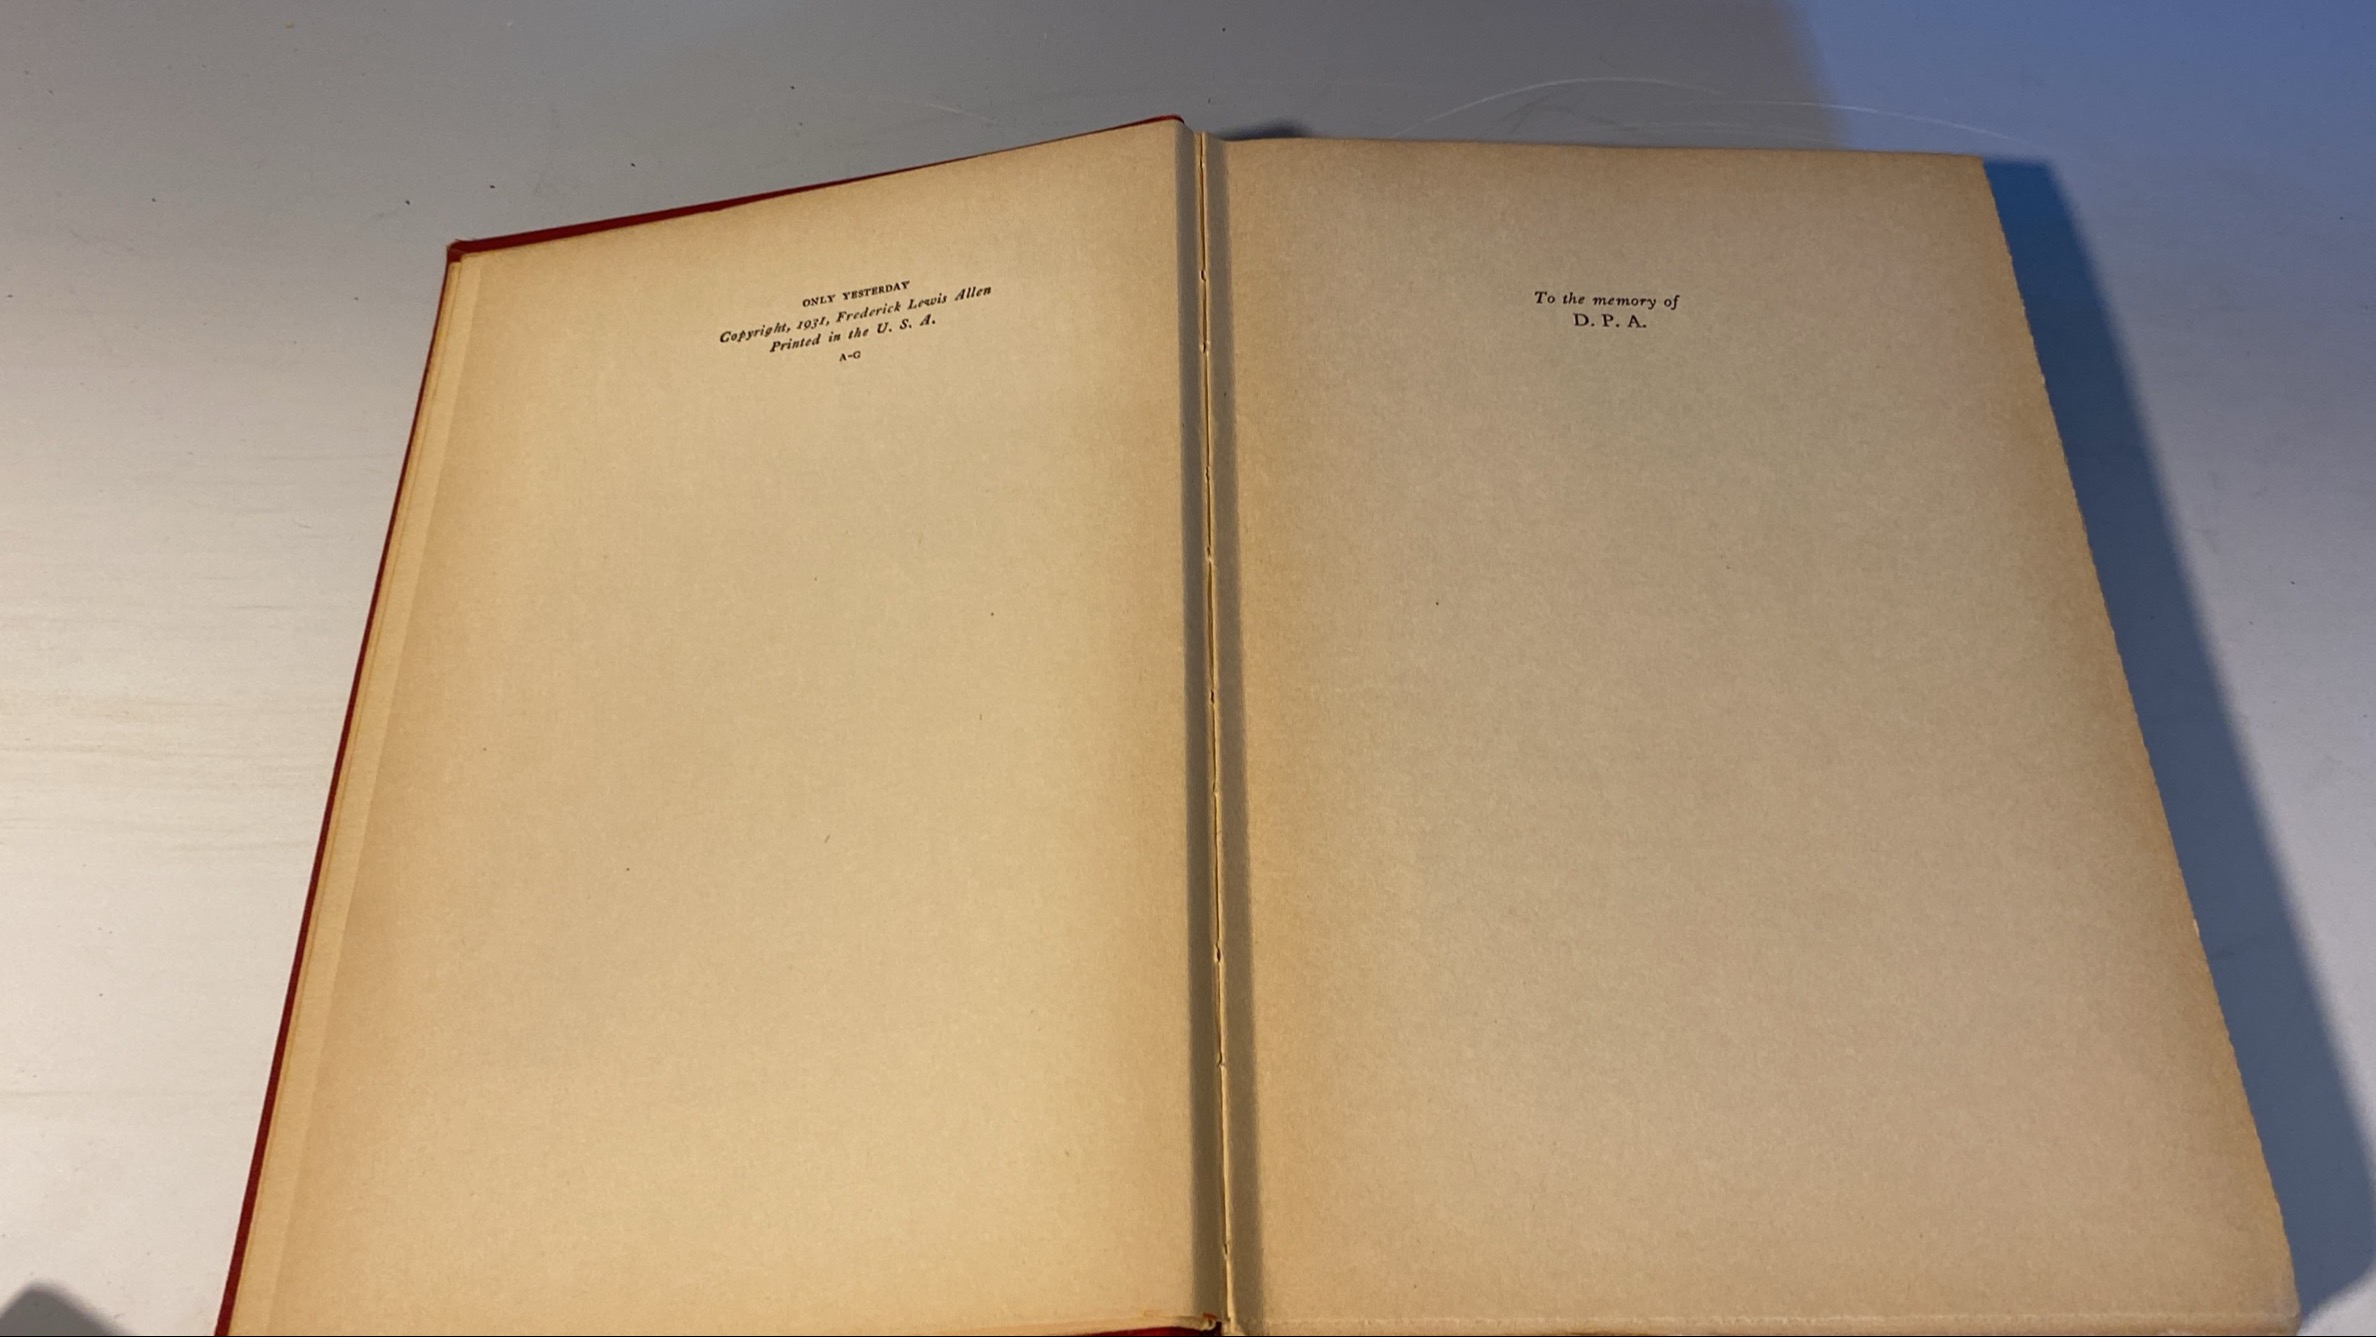 ONLY YESTERDAY
Copyright, 1931, Frederick Lewis Allen
Printed in the U. S. A.
A-G
To the memory of
D. P. A.